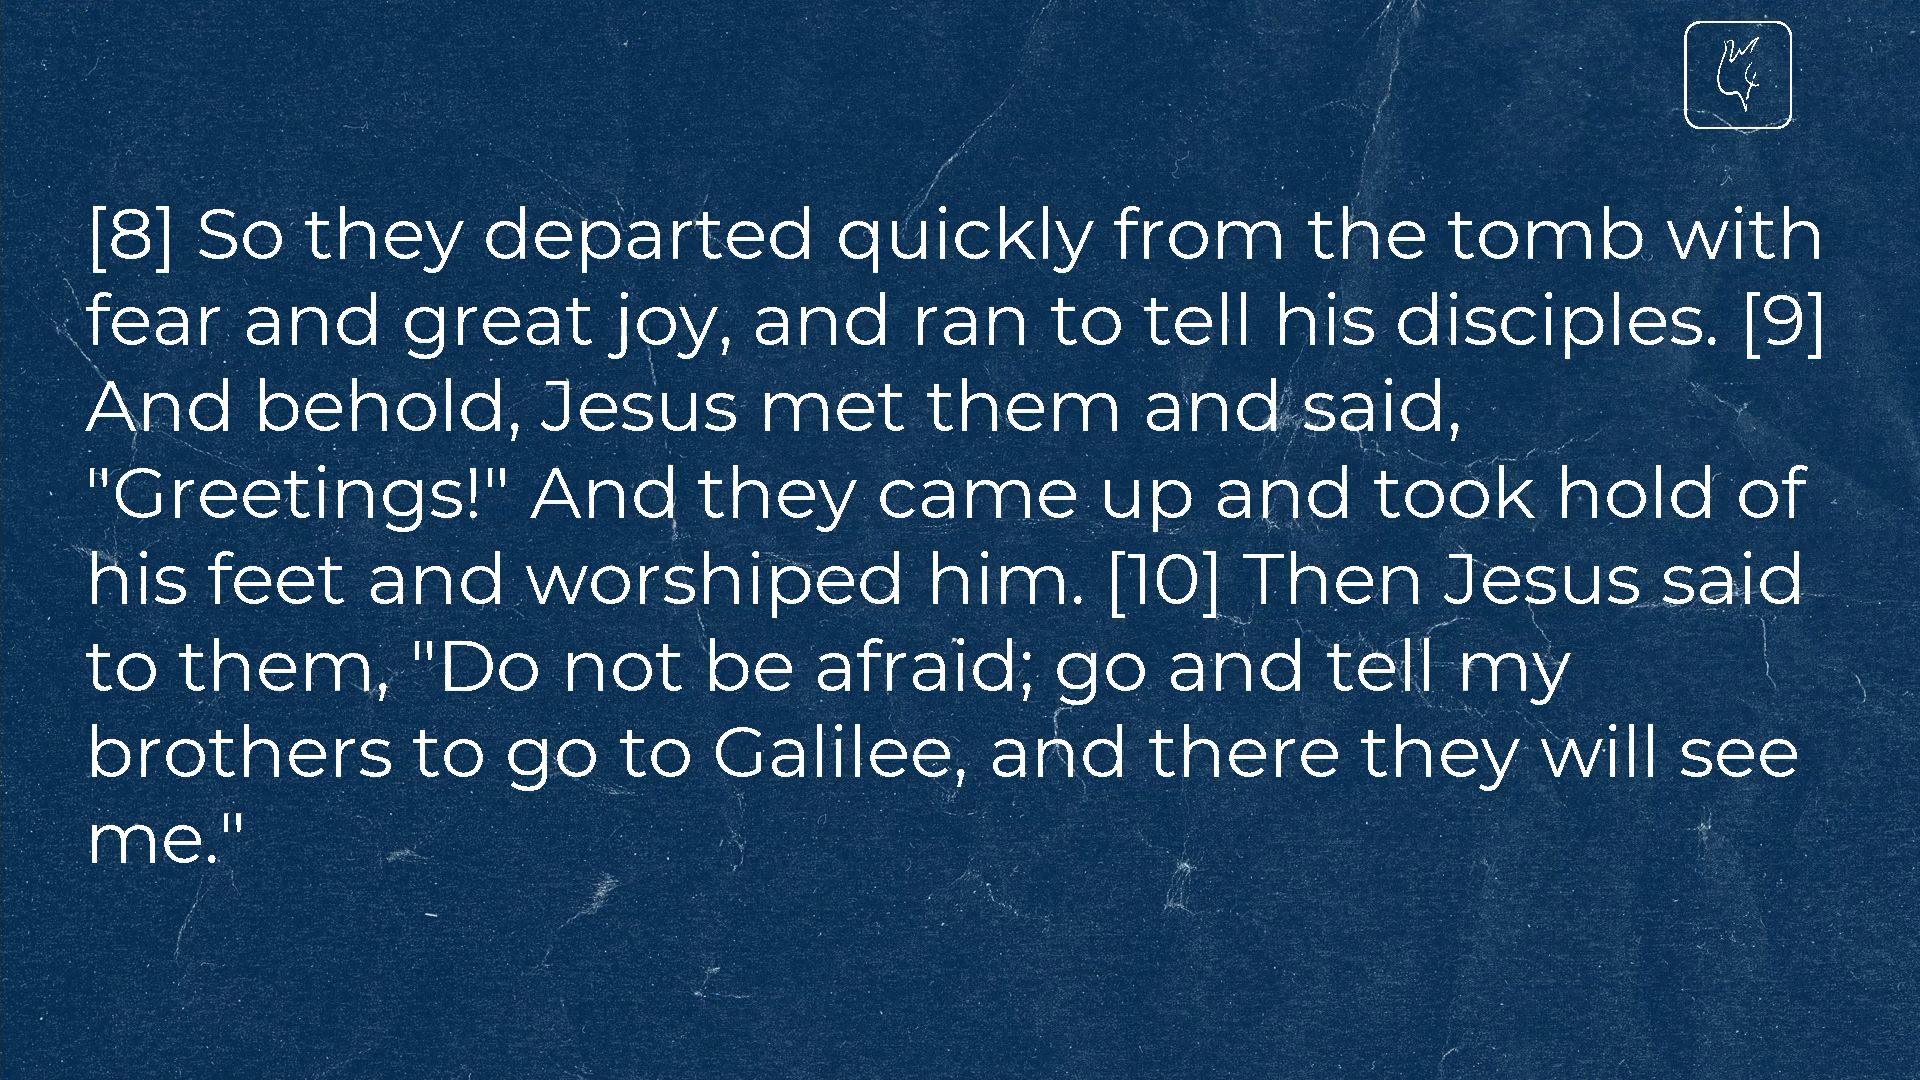 [8] So they departed quickly from the tomb with
fear and great joy, and ran to tell his disciples. [9]
And behold, Jesus met them and said,
"Greetings!" And they came up and took hold of
his feet and worshiped him. [10] Then Jesus said
to them, "Do not be afraid; go and tell my
brothers to go to Galilee, and there they will see
me."